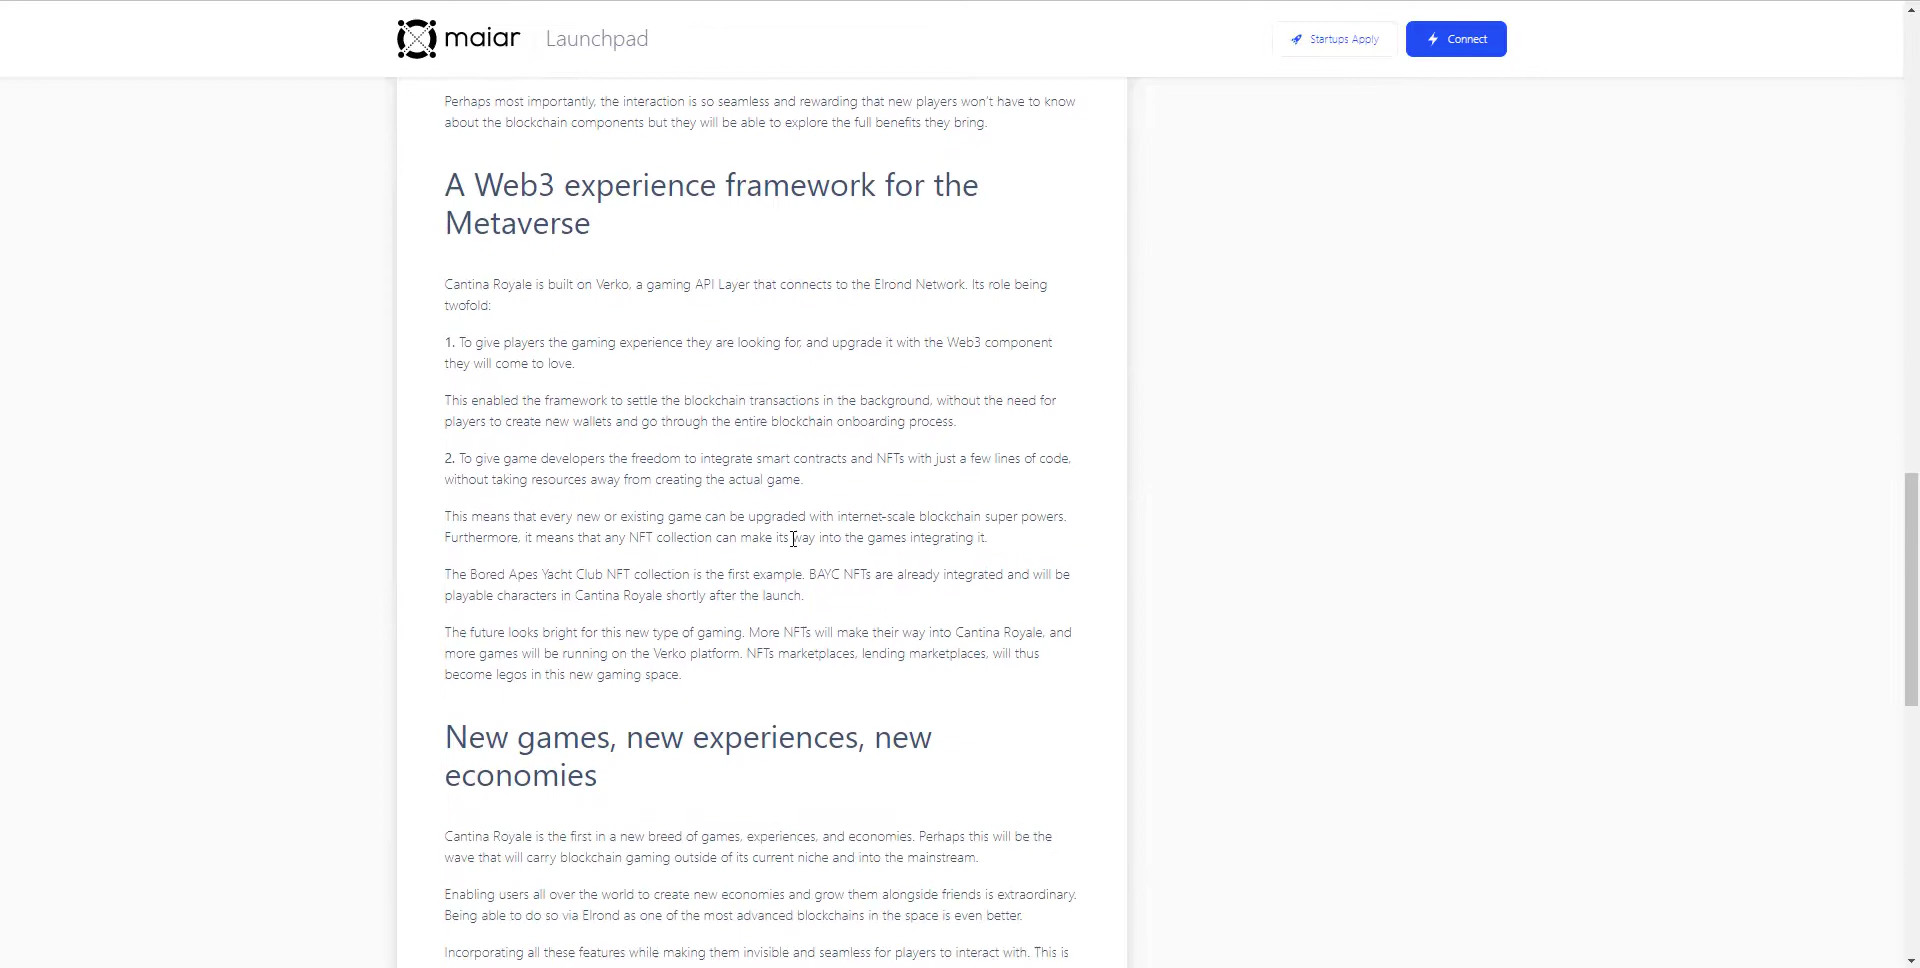 maiar Launchpad
Startups Apply
Connect
Perhaps most importantly, the interaction is so seamless and rewarding that new players won't have to know
about the blockchain components but they will be able to explore the full benefits they bring.
A Web3 experience framework for the
Metaverse
Cantina Royale is built on Verko, a gaming API Layer that connects to the Elrond Network. Its role being
twofold:
1. To give players the gaming experience they are looking for, and upgrade it with the Web3 component
they will come to love.
This enabled the framework to settle the blockchain transactions in the background, without the need for
players to create new wallets and go through the entire blockchain onboarding process.
2. To give game developers the freedom to integrate smart contracts and NFTs with just a few lines of code,
without taking resources away from creating the actual game.
This means that every new or existing game can be upgraded with internet-scale blockchain super powers.
Furthermore, it means that any NFT collection can make its way into the games integrating it.
The Bored Apes Yacht Club NFT collection is the first example. BAYC NFTs are already integrated and will be
playable characters in Cantina Royale shortly after the launch.
The future looks bright for this new type of gaming. More NFTs will make their way into Cantina Royale, and
more games will be running on the Verko platform. NFTs marketplaces, lending marketplaces, will thus
become legos in this new gaming space.
New games, new experiences, new
economies
Cantina Royale is the first in a new breed of games, experiences, and economies. Perhaps this will be the
wave that will carry blockchain gaming outside of its current niche and into the mainstream.
Enabling users all over the world to create new economies and grow them alongside friends is extraordinary.
Being able to do so via Elrond as one of the most advanced blockchains in the space is even better.
Incorporating all these features while making them invisible and seamless for players to interact with. This is